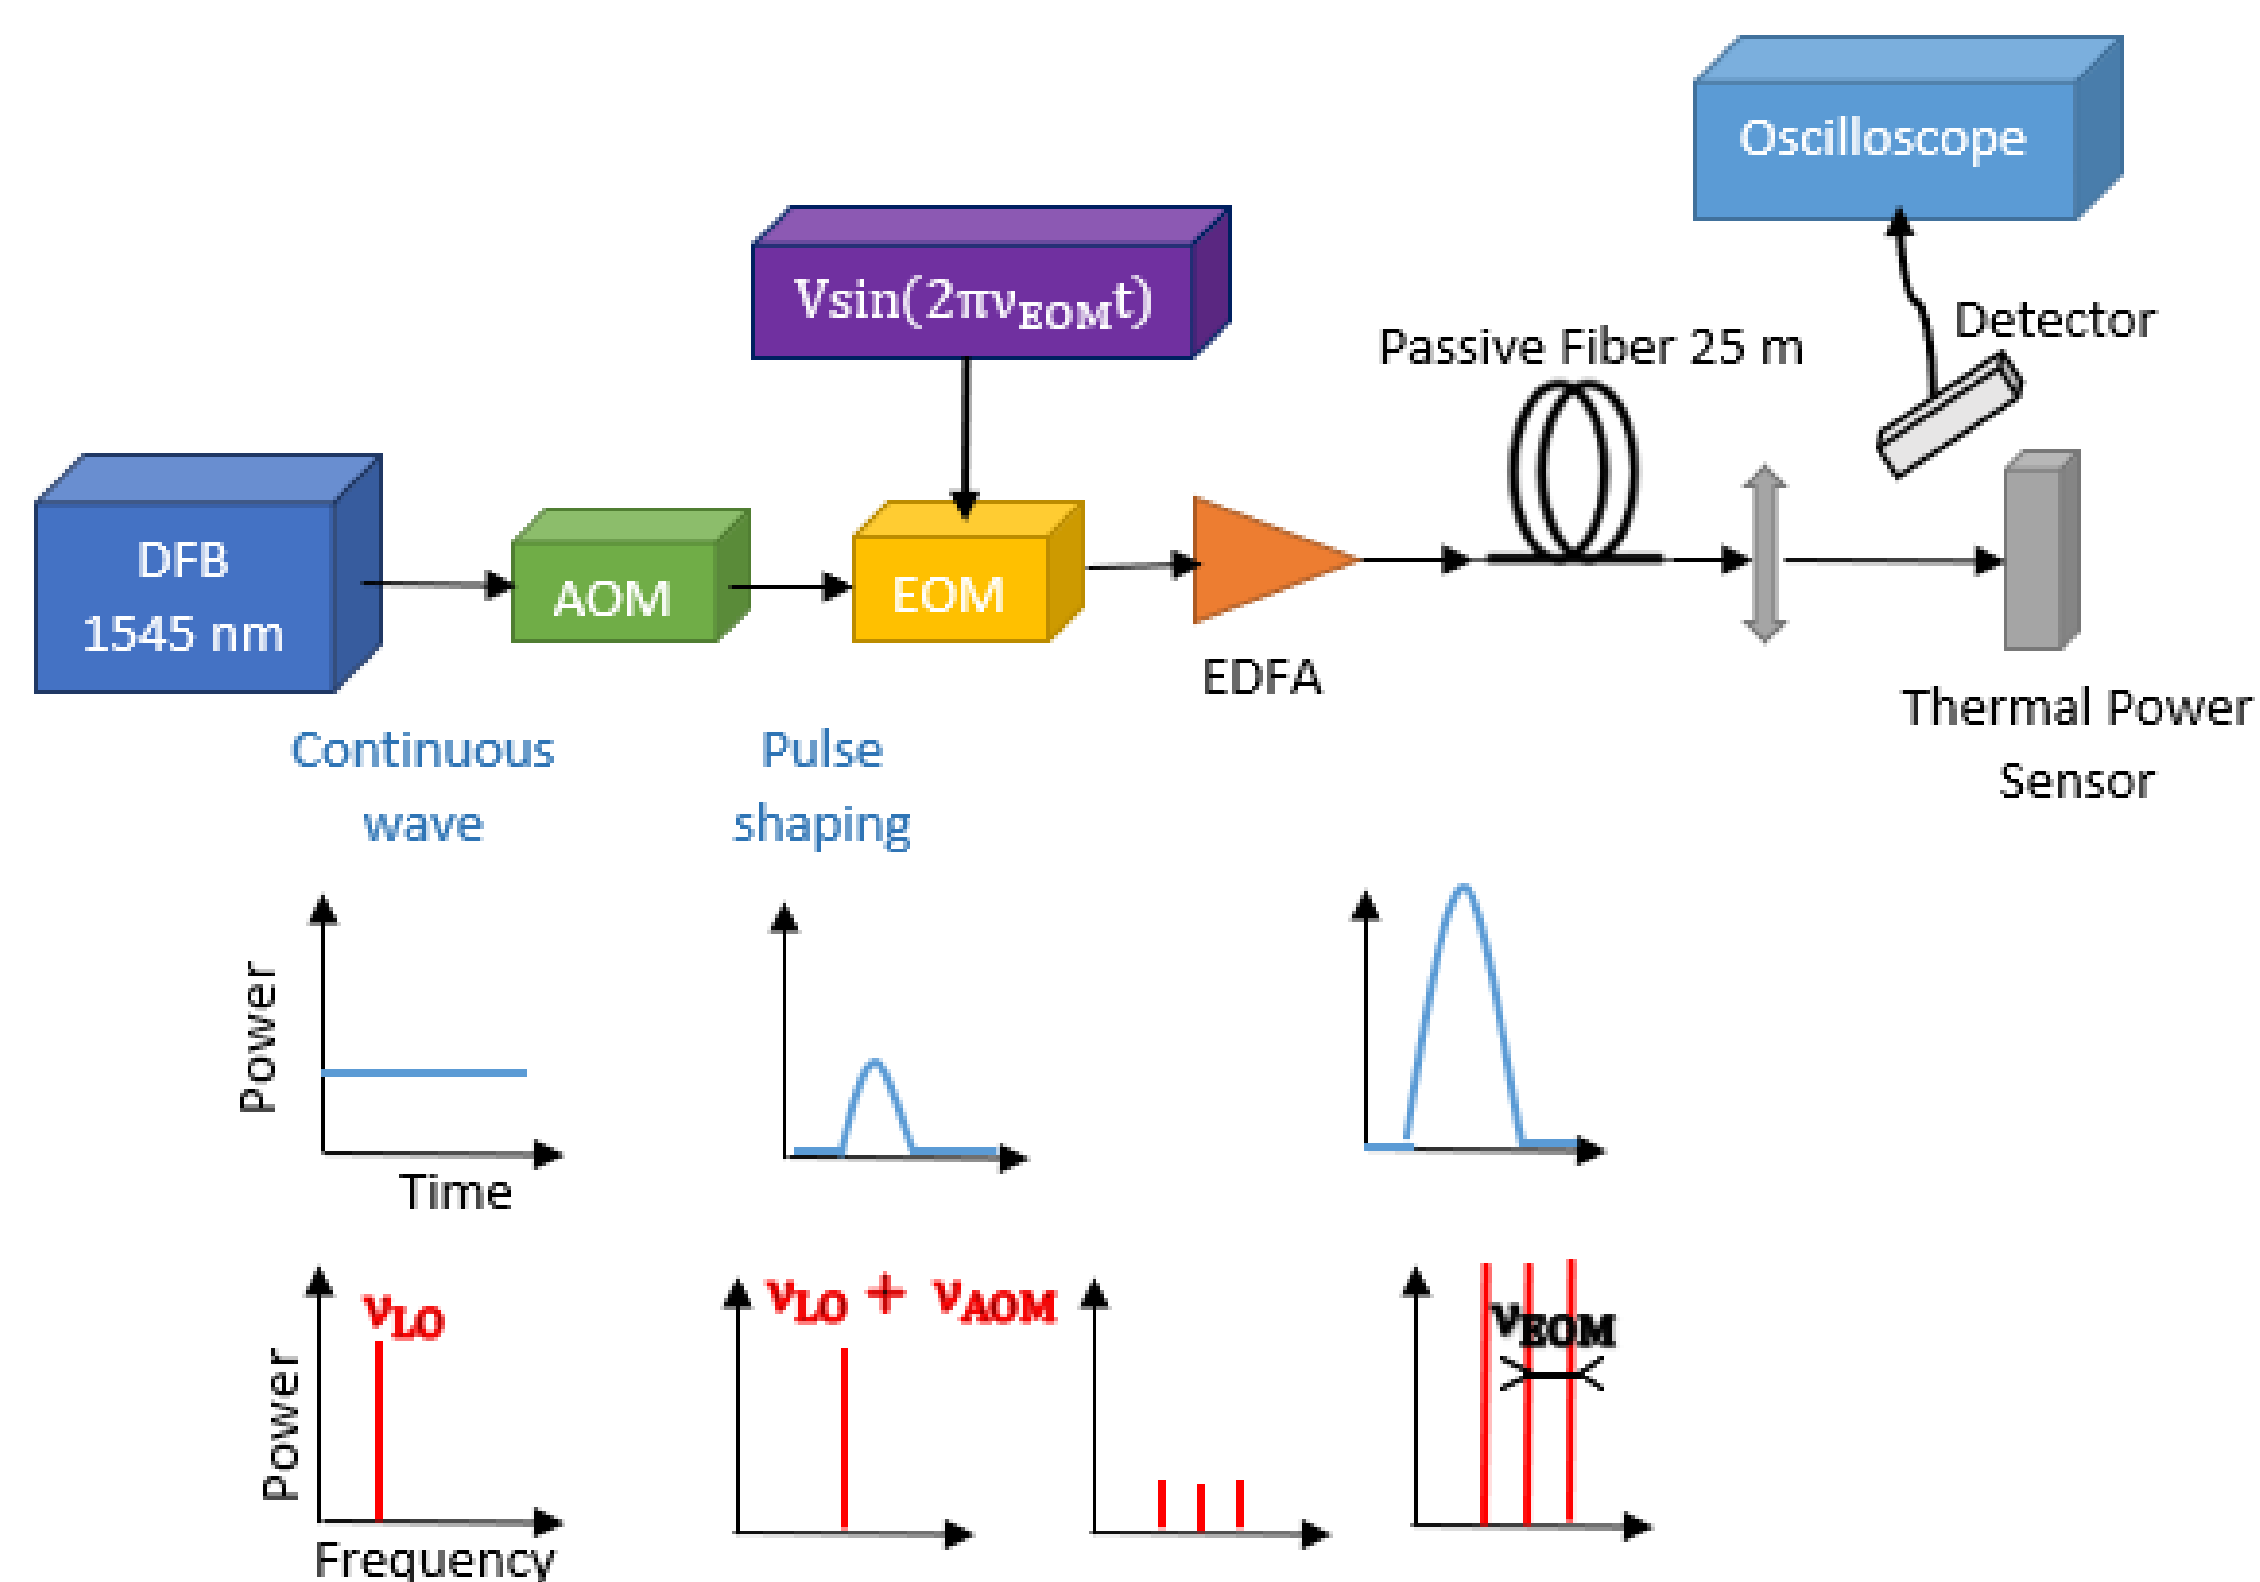 Oscilloscope
Vsin(2πν_EOM t)
Detector
Passive Fiber 25 m
DFB
1545 nm
AOM
EOM
EDFA
Thermal Power
Sensor
Continuous
wave
Pulse
shaping
Power
Time
ν_LO
ν_LO + ν_AOM
ν_EOM
Power
Frequency